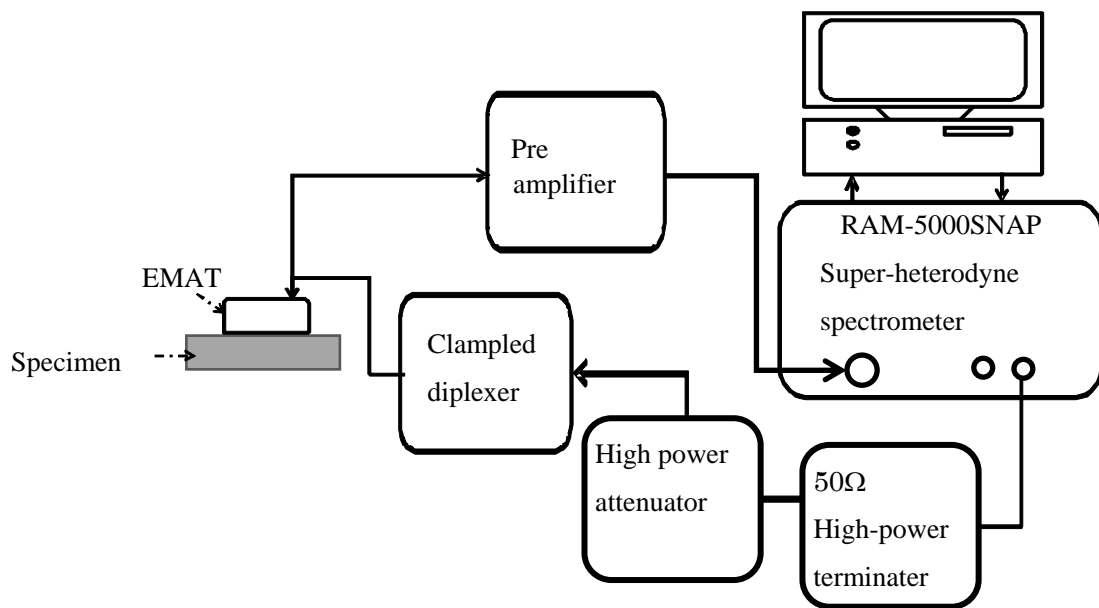 Pre
amplifier
RAM-5000SNAP
Super-heterodyne
spectrometer
EMAT
Specimen
Clampled
diplexer
High power
attenuator
50Ω
High-power
terminater